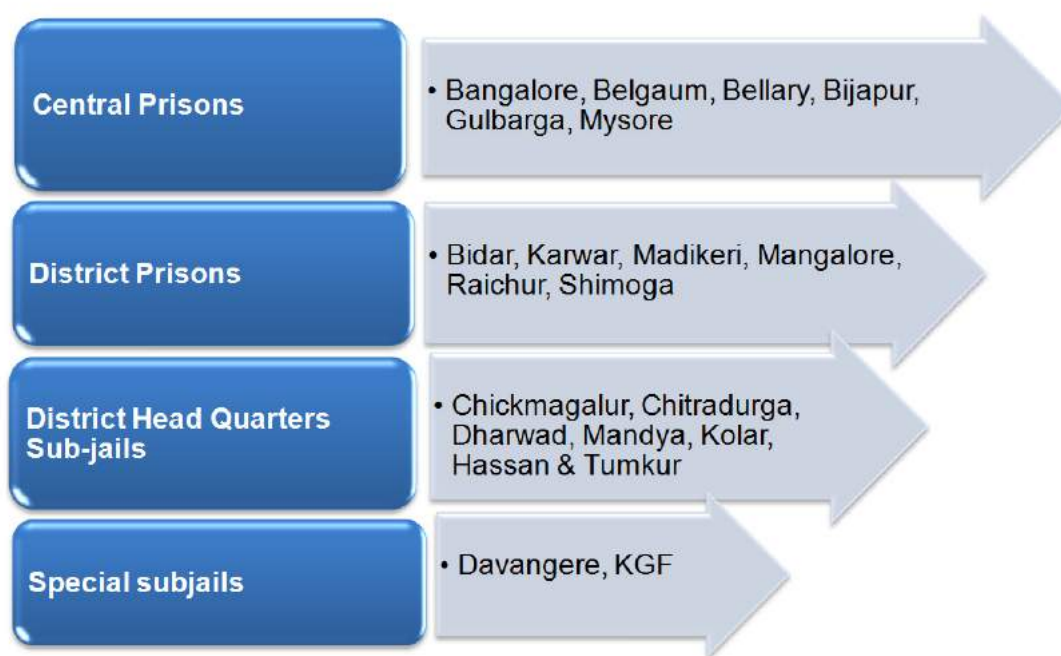 Central Prisons
• Bangalore, Belgaum, Bellary, Bijapur,
Gulbarga, Mysore
District Prisons
• Bidar, Karwar, Madikeri, Mangalore,
Raichur, Shimoga
District Head Quarters
Sub-jails
• Chickmagalur, Chitradurga,
Dharwad, Mandya, Kolar,
Hassan & Tumkur
Special subjails
• Davangere, KGF